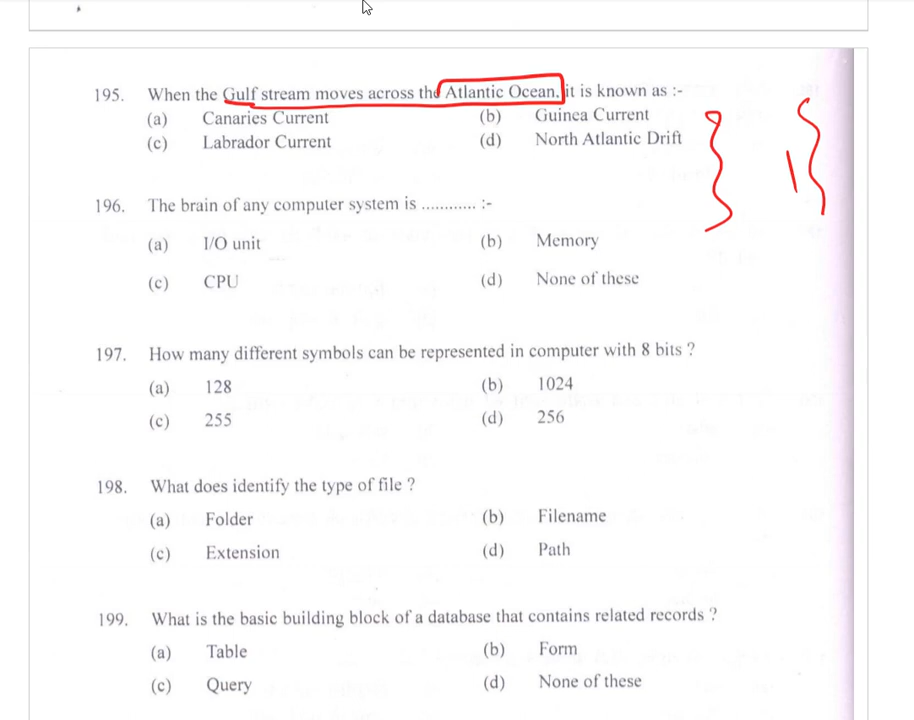 195. When the Gulf stream moves across the Atlantic Ocean, it is known as :-
(a) Canaries Current (b) Guinea Current
(c) Labrador Current (d) North Atlantic Drift
196. The brain of any computer system is ............ :-
(a) I/O unit (b) Memory
(c) CPU (d) None of these
197. How many different symbols can be represented in computer with 8 bits ?
(a) 128 (b) 1024
(c) 255 (d) 256
198. What does identify the type of file ?
(a) Folder (b) Filename
(c) Extension (d) Path
199. What is the basic building block of a database that contains related records ?
(a) Table (b) Form
(c) Query (d) None of these